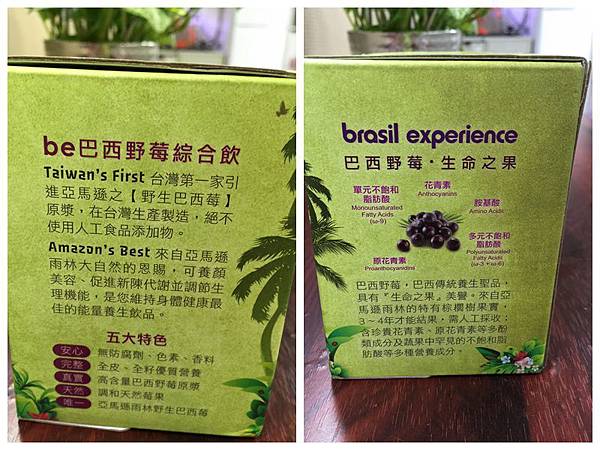 be巴西野莓綜合飲
Taiwan's First 台灣第一家引
進亞馬遜之【野生巴西莓】
原漿，在台灣生產製造，絕不
使用人工食品添加物。
Amazon's Best 來自亞馬遜
雨林大自然的恩賜，可養顏
美容、促進新陳代謝並調節生
理機能，是您維持身體健康最
佳的能量養生飲品。
五大特色
安心 無防腐劑、色素、香料
完整 全皮、全籽優質營養
真實 高含量巴西野莓原漿
天然 調和天然莓果
唯一 亞馬遜雨林野生巴西莓
brasil experience
巴西野莓·生命之果
單元不飽和
脂肪酸
Monounsaturated
Fatty Acids
(ω-9)
花青素
Anthocyanins
胺基酸
Amino Acids
原花青素
Proanthocyanidins
多元不飽和
脂肪酸
Polyunsaturated
Fatty Acids
(ω-3+ω-6)
巴西野莓，巴西傳統養生聖品，
具有『生命之果』美譽。來自亞
馬遜雨林的特有棕櫚樹果實，
3～4年才能結果，需人工採收；
含珍貴花青素、原花青素等多酚
類成分及蔬果中罕見的不飽和脂
肪酸等多種營養成分。